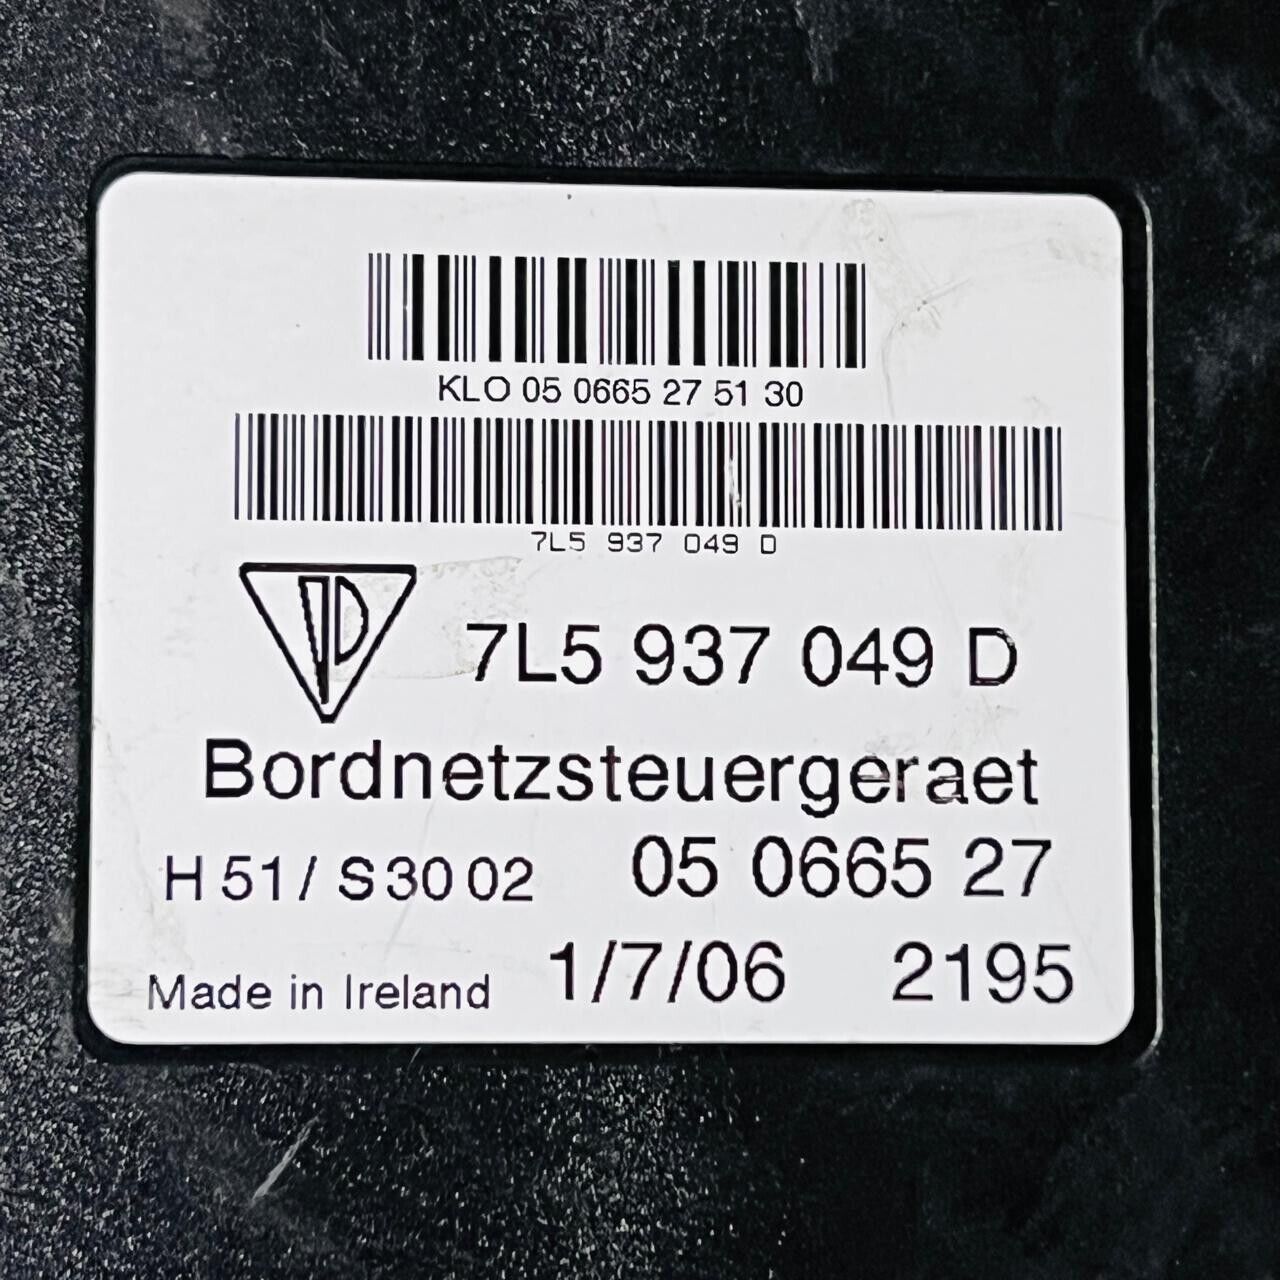 KLO 05 0665 27 51 30
7L5 937 049 D
7L5 937 049 D
Bordnetzsteuergeraet
H 51 / S 30 02 05 0665 27
Made in Ireland 1/7/06 2195